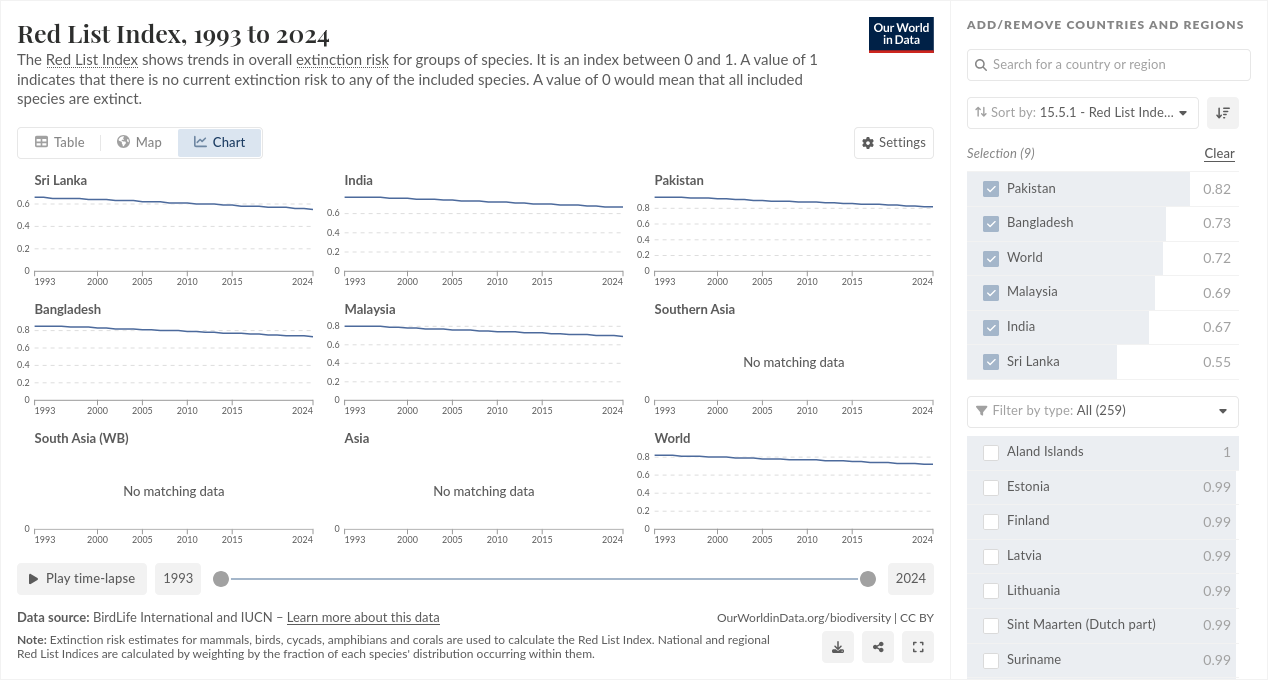 Red List Index, 1993 to 2024
The Red List Index shows trends in overall extinction risk for groups of species. It is an index between 0 and 1. A value of 1
indicates that there is no current extinction risk to any of the included species. A value of 0 would mean that all included
species are extinct.
Our World
in Data
Table
Map
Chart
Settings
Sri Lanka
0.6
0.4
0.2
0
1993 2000 2005 2010 2015 2024
India
0.6
0.4
0.2
0
1993 2000 2005 2010 2015 2024
Pakistan
0.8
0.6
0.4
0.2
0
1993 2000 2005 2010 2015 2024
Bangladesh
0.8
0.6
0.4
0.2
0
1993 2000 2005 2010 2015 2024
Malaysia
0.8
0.6
0.4
0.2
0
1993 2000 2005 2010 2015 2024
Southern Asia
No matching data
0
1993 2000 2005 2010 2015 2024
South Asia (WB)
No matching data
0
1993 2000 2005 2010 2015 2024
Asia
No matching data
0
1993 2000 2005 2010 2015 2024
World
0.8
0.6
0.4
0.2
0
1993 2000 2005 2010 2015 2024
Play time-lapse
1993
2024
Data source: BirdLife International and IUCN – Learn more about this data
OurWorldinData.org/biodiversity | CC BY
Note: Extinction risk estimates for mammals, birds, cycads, amphibians and corals are used to calculate the Red List Index. National and regional
Red List Indices are calculated by weighting by the fraction of each species' distribution occurring within them.
ADD/REMOVE COUNTRIES AND REGIONS
Search for a country or region
Sort by: 15.5.1 - Red List Inde...
Selection (9)
Clear
Pakistan 0.82
Bangladesh 0.73
World 0.72
Malaysia 0.69
India 0.67
Sri Lanka 0.55
Filter by type: All (259)
Aland Islands 1
Estonia 0.99
Finland 0.99
Latvia 0.99
Lithuania 0.99
Sint Maarten (Dutch part) 0.99
Suriname 0.99